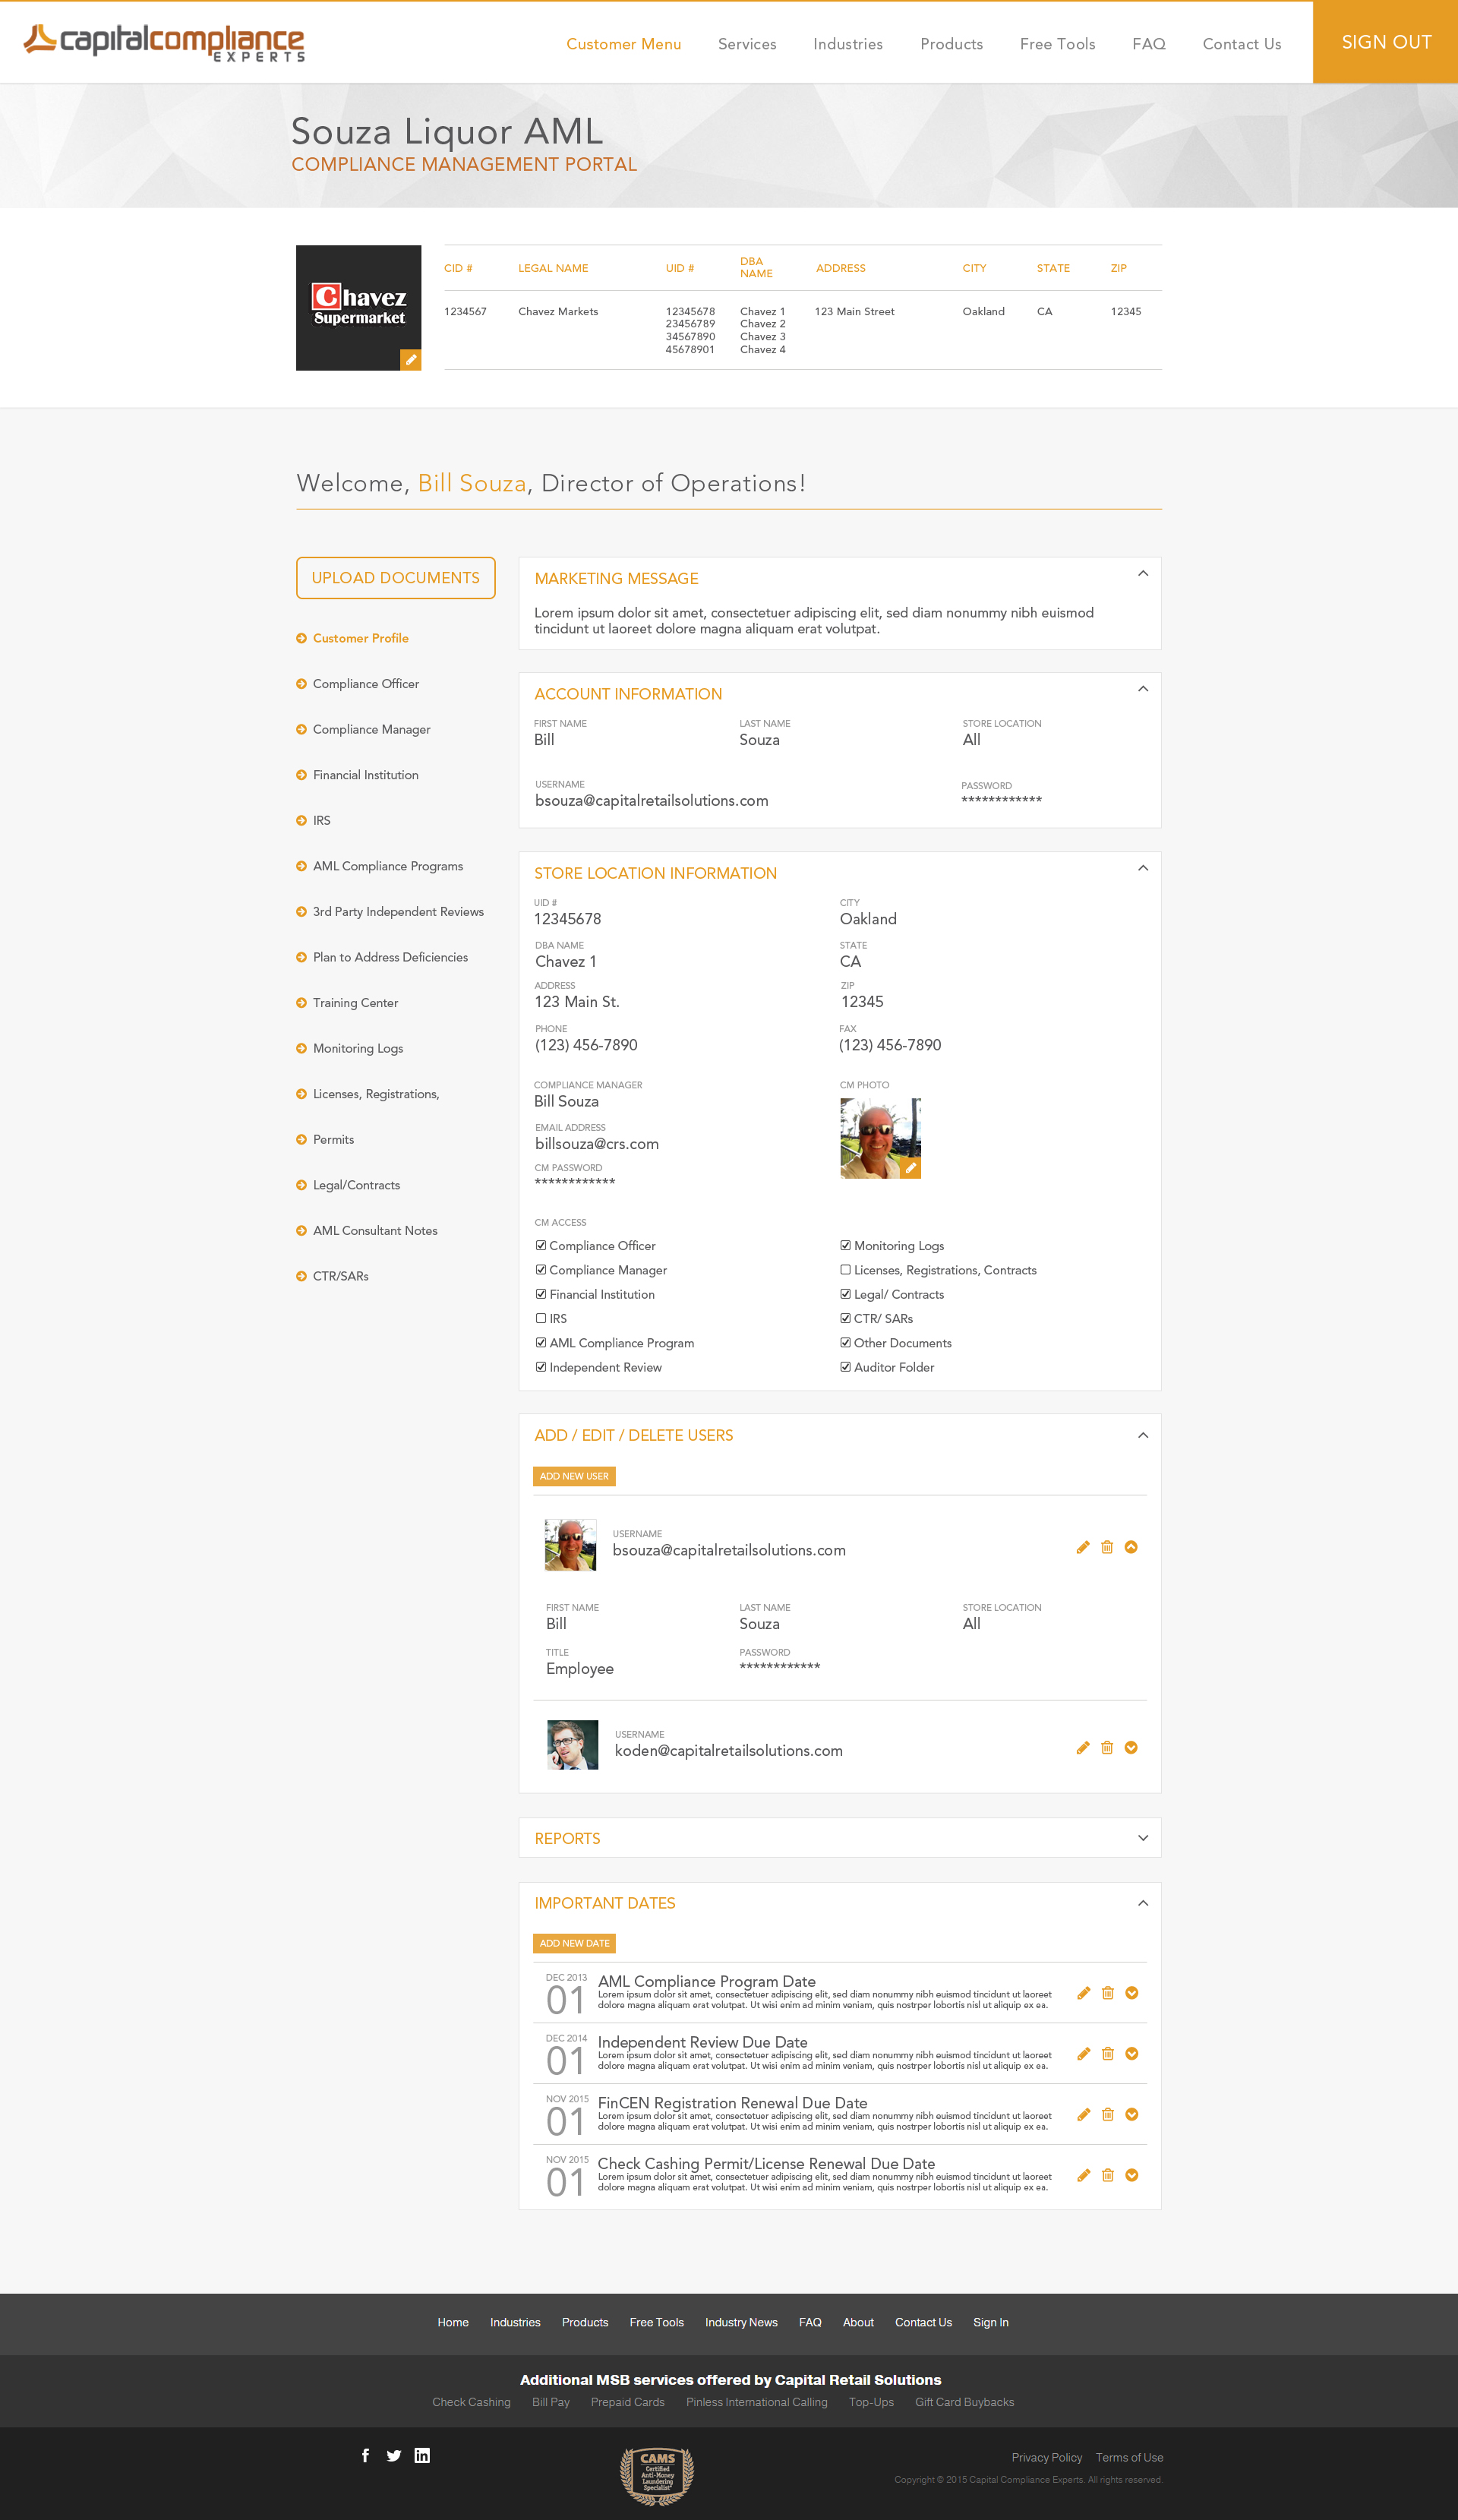 capitalcompliance
EXPERTS
Customer Menu Services Industries Products Free Tools FAQ Contact Us SIGN OUT
Souza Liquor AML
COMPLIANCE MANAGEMENT PORTAL
Chavez
Supermarket
CID # LEGAL NAME UID # DBA NAME ADDRESS CITY STATE ZIP
1234567 Chavez Markets 12345678 Chavez 1 123 Main Street Oakland CA 12345
23456789 Chavez 2
34567890 Chavez 3
45678901 Chavez 4
Welcome, Bill Souza, Director of Operations!
UPLOAD DOCUMENTS
Customer Profile
Compliance Officer
Compliance Manager
Financial Institution
IRS
AML Compliance Programs
3rd Party Independent Reviews
Plan to Address Deficiencies
Training Center
Monitoring Logs
Licenses, Registrations,
Permits
Legal/Contracts
AML Consultant Notes
CTR/SARs
MARKETING MESSAGE
Lorem ipsum dolor sit amet, consectetuer adipiscing elit, sed diam nonummy nibh euismod
tincidunt ut laoreet dolore magna aliquam erat volutpat.
ACCOUNT INFORMATION
FIRST NAME LAST NAME STORE LOCATION
Bill Souza All
USERNAME PASSWORD
bsouza@capitalretailsolutions.com ************
STORE LOCATION INFORMATION
UID # CITY
12345678 Oakland
DBA NAME STATE
Chavez 1 CA
ADDRESS ZIP
123 Main St. 12345
PHONE FAX
(123) 456-7890 (123) 456-7890
COMPLIANCE MANAGER CM PHOTO
Bill Souza
EMAIL ADDRESS
billsouza@crs.com
CM PASSWORD
************
CM ACCESS
Compliance Officer Monitoring Logs
Compliance Manager Licenses, Registrations, Contracts
Financial Institution Legal/ Contracts
IRS CTR/ SARs
AML Compliance Program Other Documents
Independent Review Auditor Folder
ADD / EDIT / DELETE USERS
ADD NEW USER
USERNAME
bsouza@capitalretailsolutions.com
FIRST NAME LAST NAME STORE LOCATION
Bill Souza All
TITLE PASSWORD
Employee ************
USERNAME
koden@capitalretailsolutions.com
REPORTS
IMPORTANT DATES
ADD NEW DATE
DEC 2013
01 AML Compliance Program Date
Lorem ipsum dolor sit amet, consectetuer adipiscing elit, sed diam nonummy nibh euismod tincidunt ut laoreet
dolore magna aliquam erat volutpat. Ut wisi enim ad minim veniam, quis nostrper lobortis nisl ut aliquip ex ea.
DEC 2014
01 Independent Review Due Date
Lorem ipsum dolor sit amet, consectetuer adipiscing elit, sed diam nonummy nibh euismod tincidunt ut laoreet
dolore magna aliquam erat volutpat. Ut wisi enim ad minim veniam, quis nostrper lobortis nisl ut aliquip ex ea.
NOV 2015
01 FinCEN Registration Renewal Due Date
Lorem ipsum dolor sit amet, consectetuer adipiscing elit, sed diam nonummy nibh euismod tincidunt ut laoreet
dolore magna aliquam erat volutpat. Ut wisi enim ad minim veniam, quis nostrper lobortis nisl ut aliquip ex ea.
NOV 2015
01 Check Cashing Permit/License Renewal Due Date
Lorem ipsum dolor sit amet, consectetuer adipiscing elit, sed diam nonummy nibh euismod tincidunt ut laoreet
dolore magna aliquam erat volutpat. Ut wisi enim ad minim veniam, quis nostrper lobortis nisl ut aliquip ex ea.
Home Industries Products Free Tools Industry News FAQ About Contact Us Sign In
Additional MSB services offered by Capital Retail Solutions
Check Cashing Bill Pay Prepaid Cards Pinless International Calling Top-Ups Gift Card Buybacks
CAMS
Certified
Anti-Money
Laundering
Specialist
Privacy Policy Terms of Use
Copyright © 2015 Capital Compliance Experts. All rights reserved.